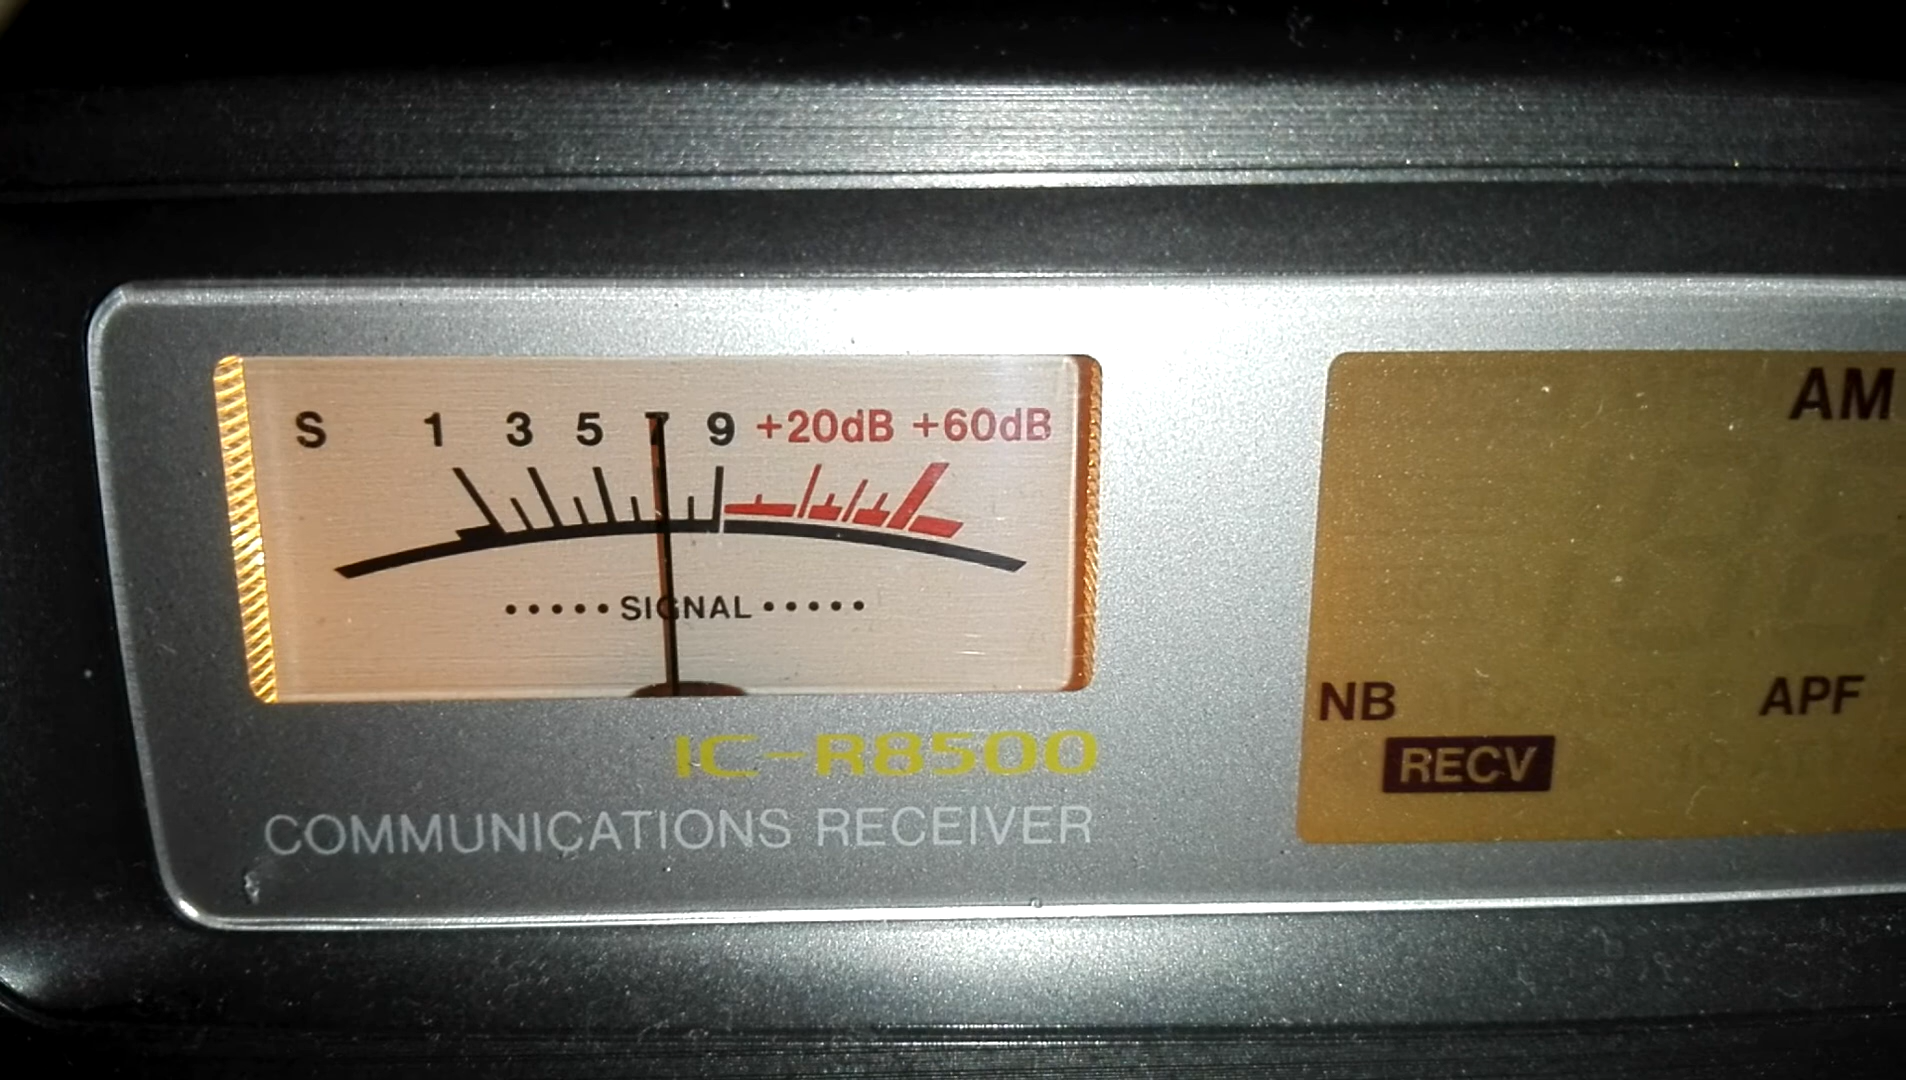 S 1 3 5 7 9 +20dB +60dB
SIGNAL
IC-R8500
COMMUNICATIONS RECEIVER
AM
NB
APF
RECV